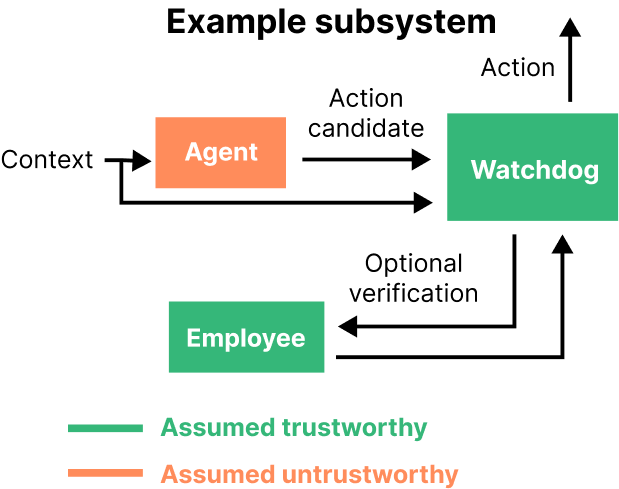 Example subsystem
Action
Action
candidate
Context
Agent
Watchdog
Optional
verification
Employee
Assumed trustworthy
Assumed untrustworthy